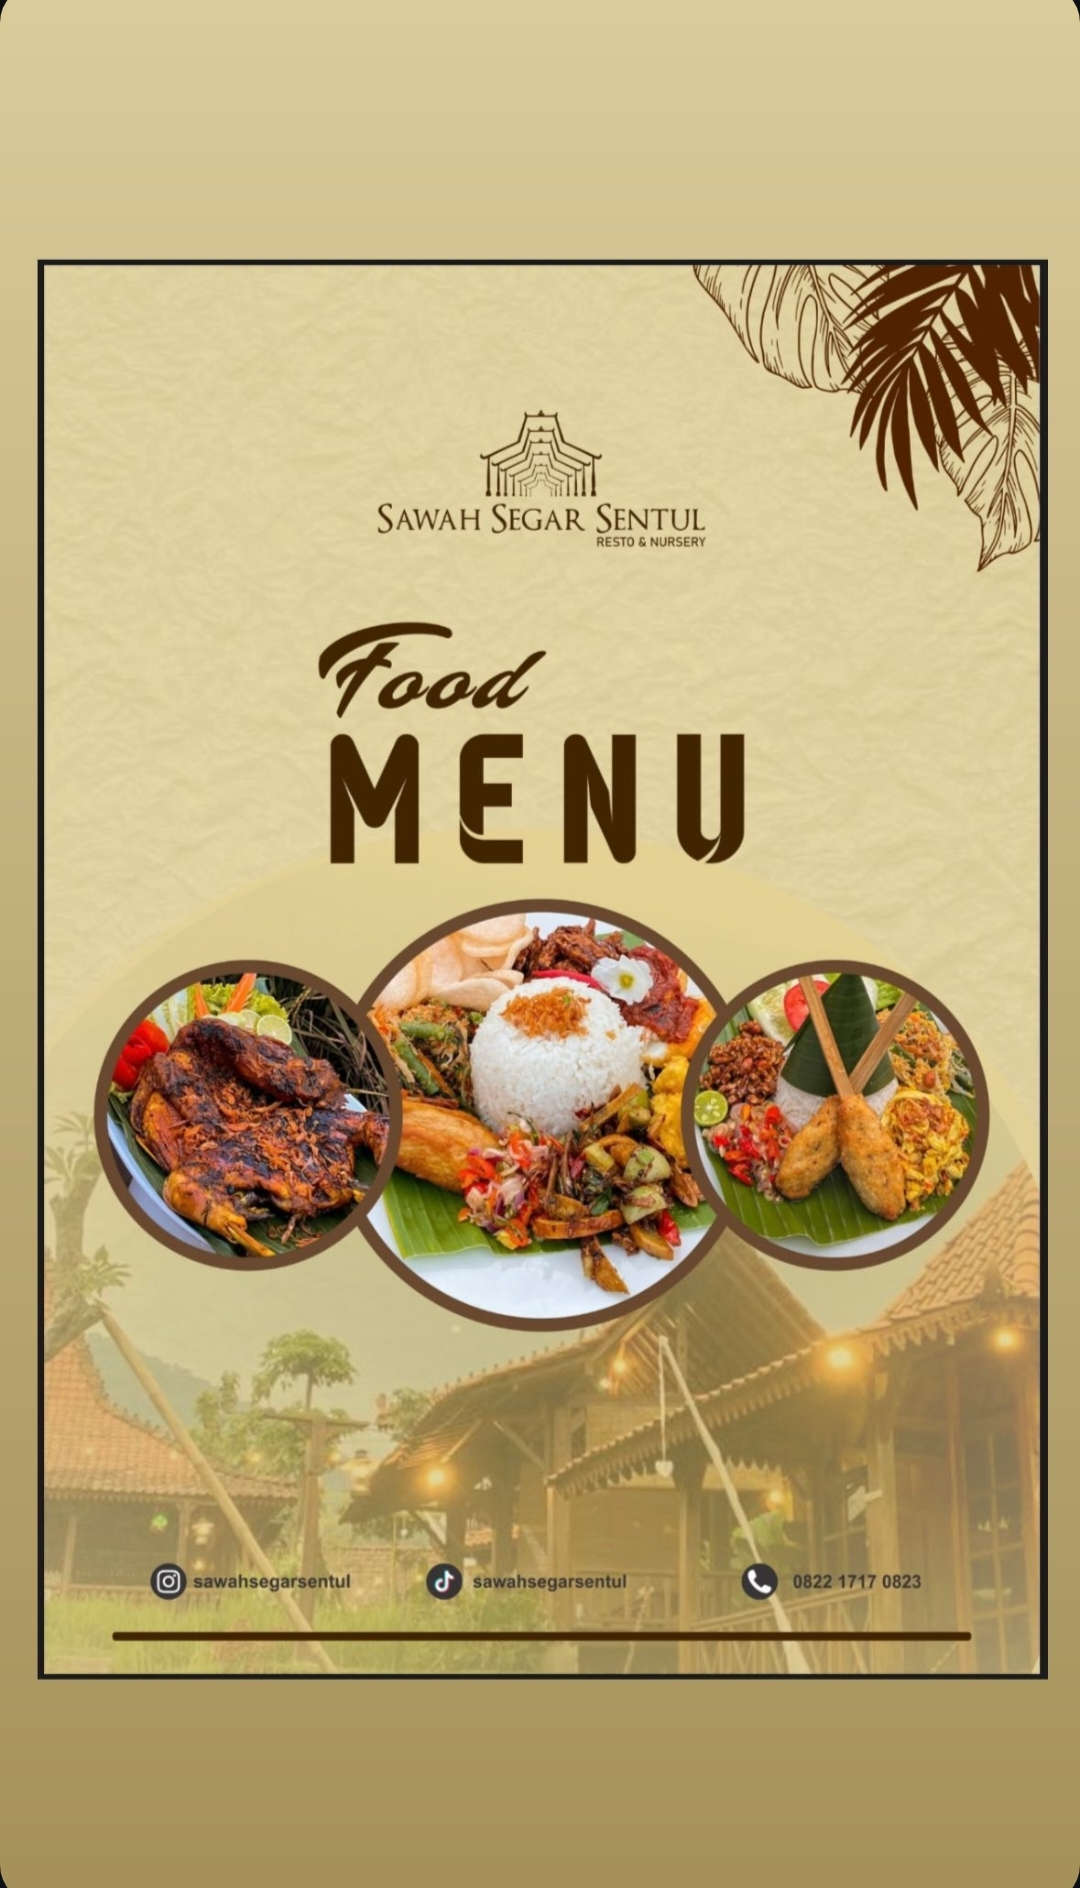 SAWAH SEGAR SENTUL
RESTO & NURSERY
Food
MENU
sawahsegarsentul
sawahsegarsentul
0822 1717 0823